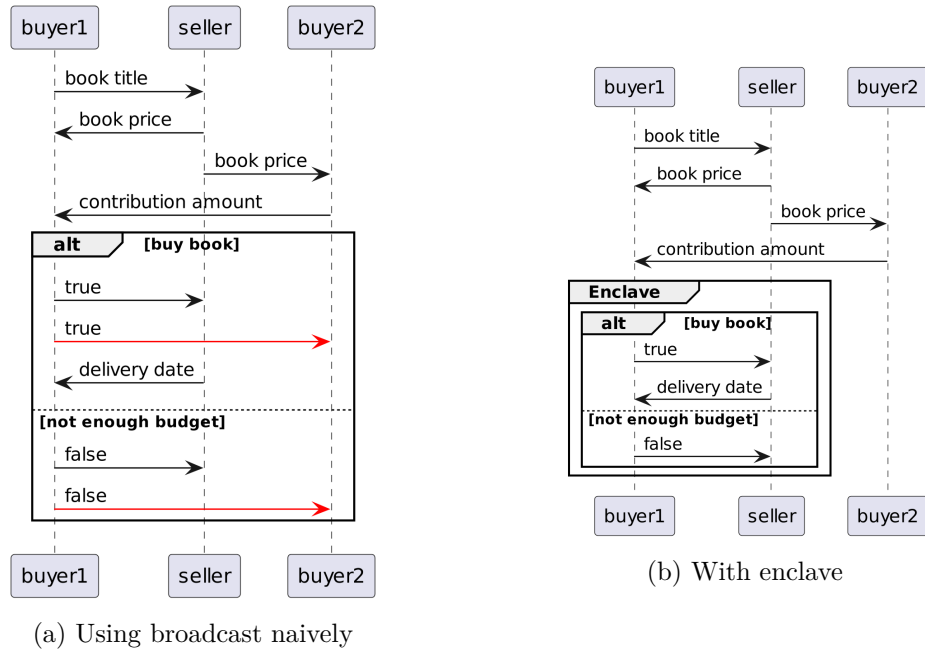 buyer1 seller buyer2
book title
book price
book price
contribution amount
alt [buy book]
true
true
delivery date
[not enough budget]
false
false
buyer1 seller buyer2
(a) Using broadcast naively
buyer1 seller buyer2
book title
book price
book price
contribution amount
Enclave
alt [buy book]
true
delivery date
[not enough budget]
false
buyer1 seller buyer2
(b) With enclave